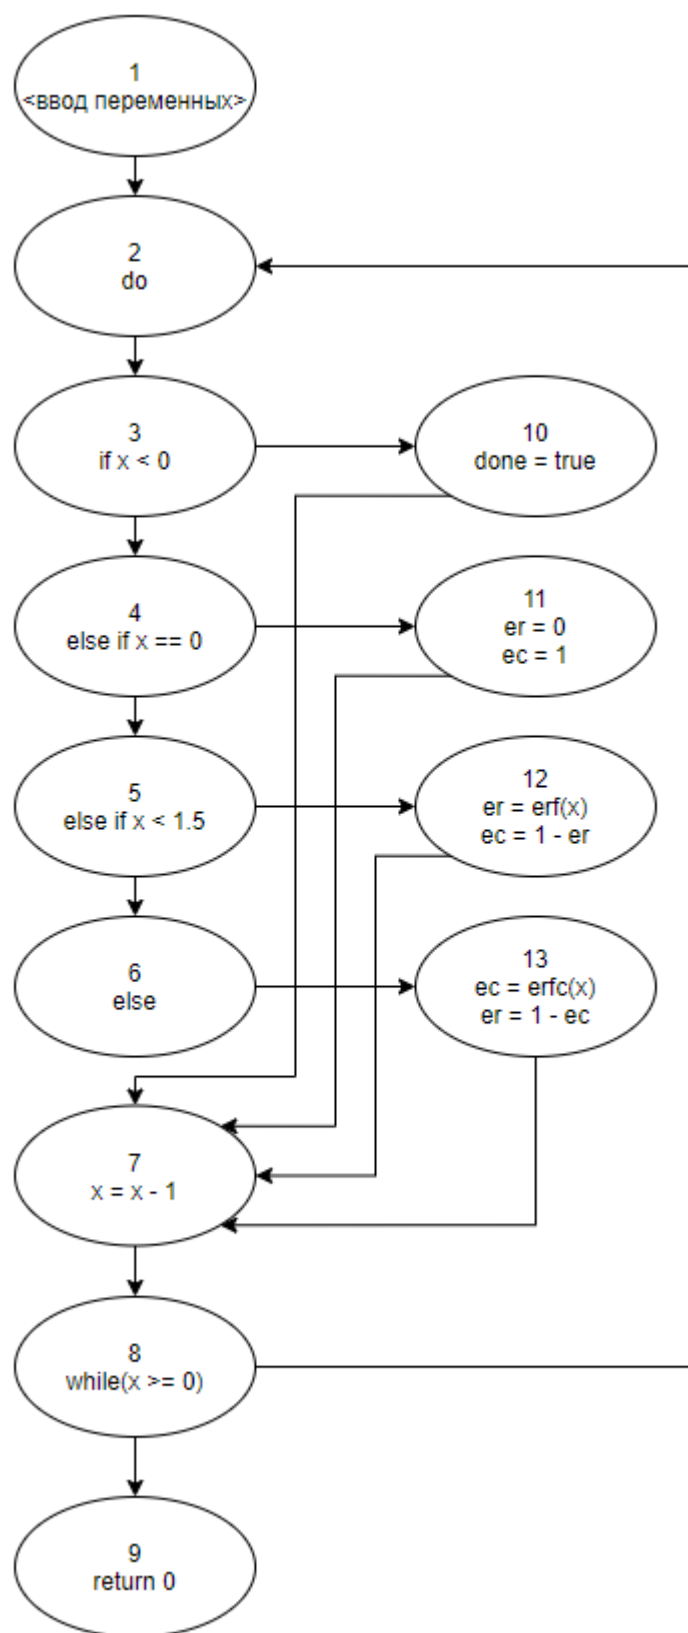 1
<ввод переменных>
2
do
3
if x < 0
10
done = true
4
else if x == 0
11
er = 0
ec = 1
5
else if x < 1.5
12
er = erf(x)
ec = 1 - er
6
else
13
ec = erfc(x)
er = 1 - ec
7
x = x - 1
8
while(x >= 0)
9
return 0